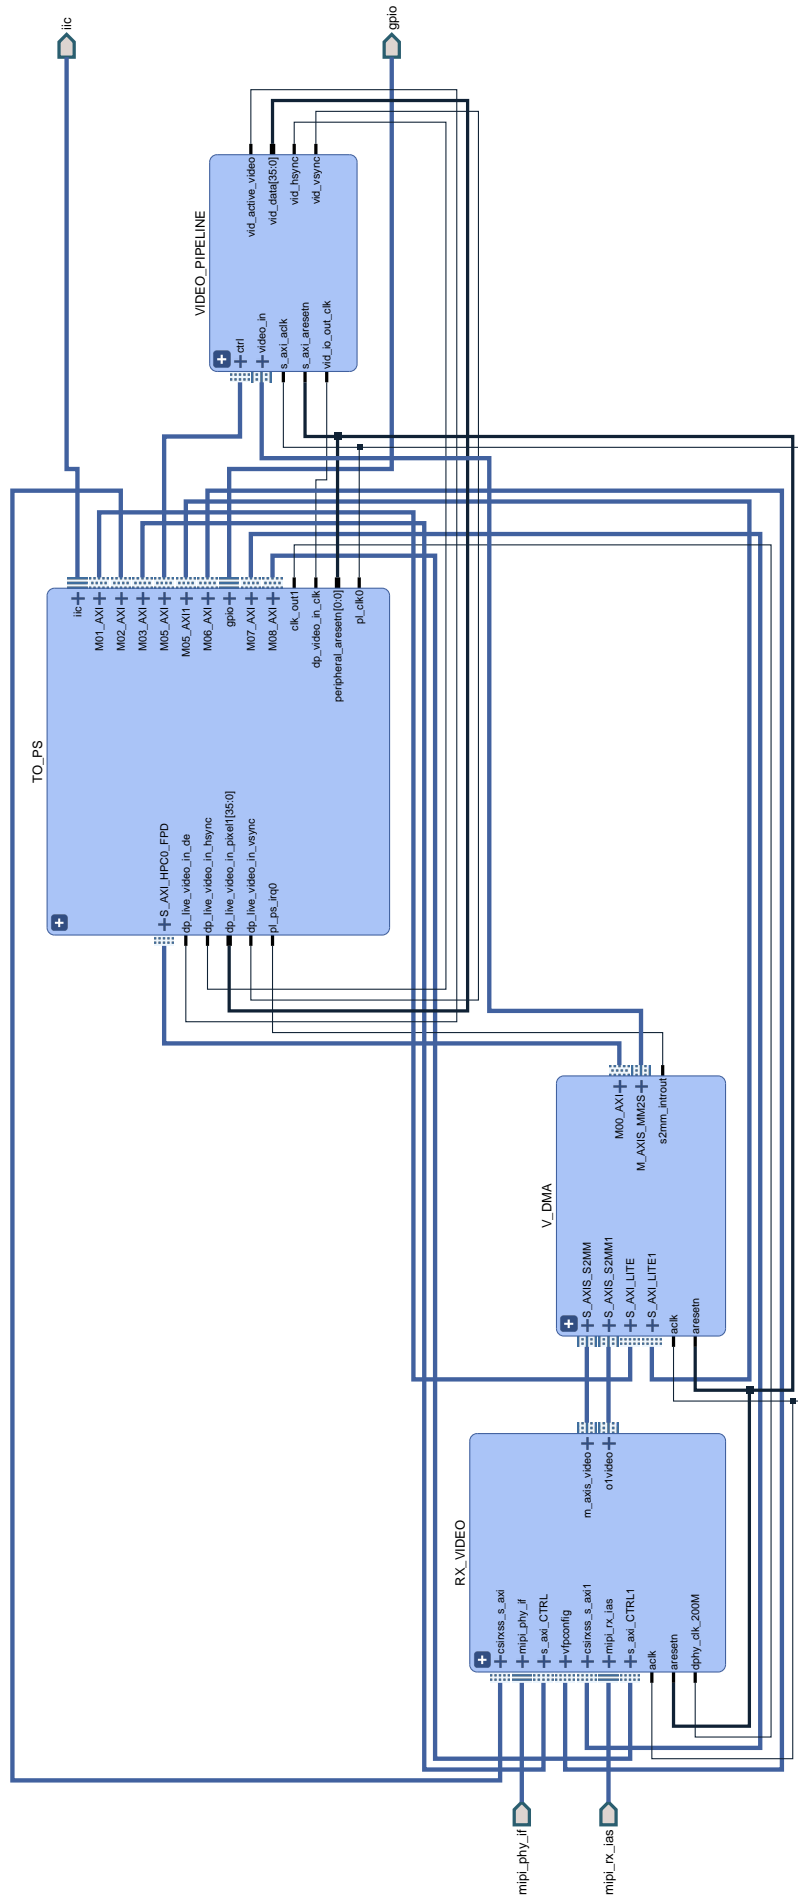 mipi_phy_if
mipi_rx_ias
RX_VIDEO
csirxss_s_axi
mipi_phy_if
s_axi_CTRL
vfpconfig
csirxss_s_axi1
mipi_rx_ias
s_axi_CTRL1
aclk
aresetn
dphy_clk_200M
m_axis_video
o1video
V_DMA
S_AXIS_S2MM
S_AXIS_S2MM1
S_AXI_LITE
S_AXI_LITE1
aclk
aresetn
M00_AXI
M_AXIS_MM2S
s2mm_introut
TO_PS
S_AXI_HPC0_FPD
dp_live_video_in_de
dp_live_video_in_hsync
dp_live_video_in_pixel1[35:0]
dp_live_video_in_vsync
pl_ps_irq0
iic
M01_AXI
M02_AXI
M03_AXI
M05_AXI
M05_AXI1
M06_AXI
gpio
M07_AXI
M08_AXI
clk_out1
dp_video_in_clk
peripheral_aresetn[0:0]
pl_clk0
VIDEO_PIPELINE
ctrl
video_in
s_axi_aclk
s_axi_aresetn
vid_io_out_clk
vid_active_video
vid_data[35:0]
vid_hsync
vid_vsync
iic
gpio